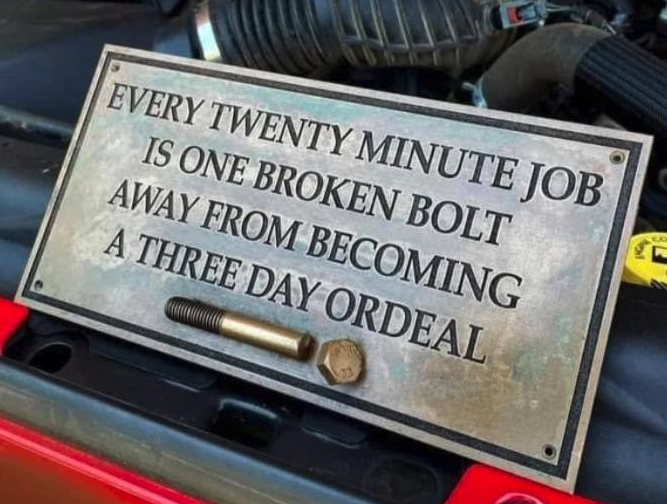 EVERY TWENTY MINUTE JOB
IS ONE BROKEN BOLT
AWAY FROM BECOMING
A THREE DAY ORDEAL